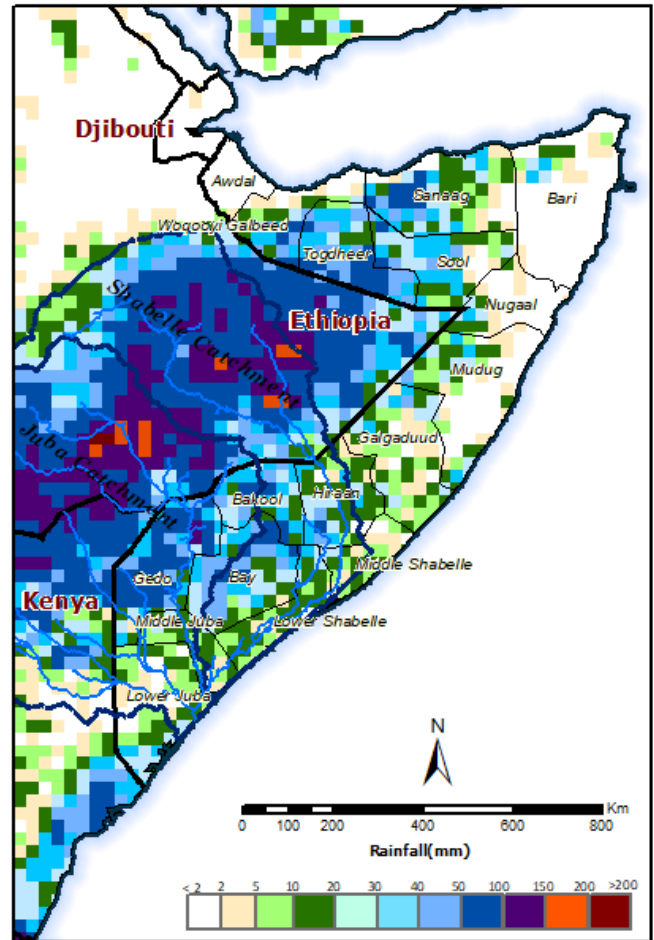 Djibouti
Awdal
Sanaag
Bari
Woqooyi Galbeed
Togdheer
Sool
Shabelle Catchment
Ethiopia
Nugaal
Mudug
Galgaduud
Juba Catchment
Bakool
Hiraan
Gedo
Bay
Middle Shabelle
Kenya
Middle Juba
Lower Shabelle
Lower Juba
N
Km
0 100 200 400 600 800
Rainfall(mm)
< 2 2 5 10 20 30 40 50 100 150 200 >200